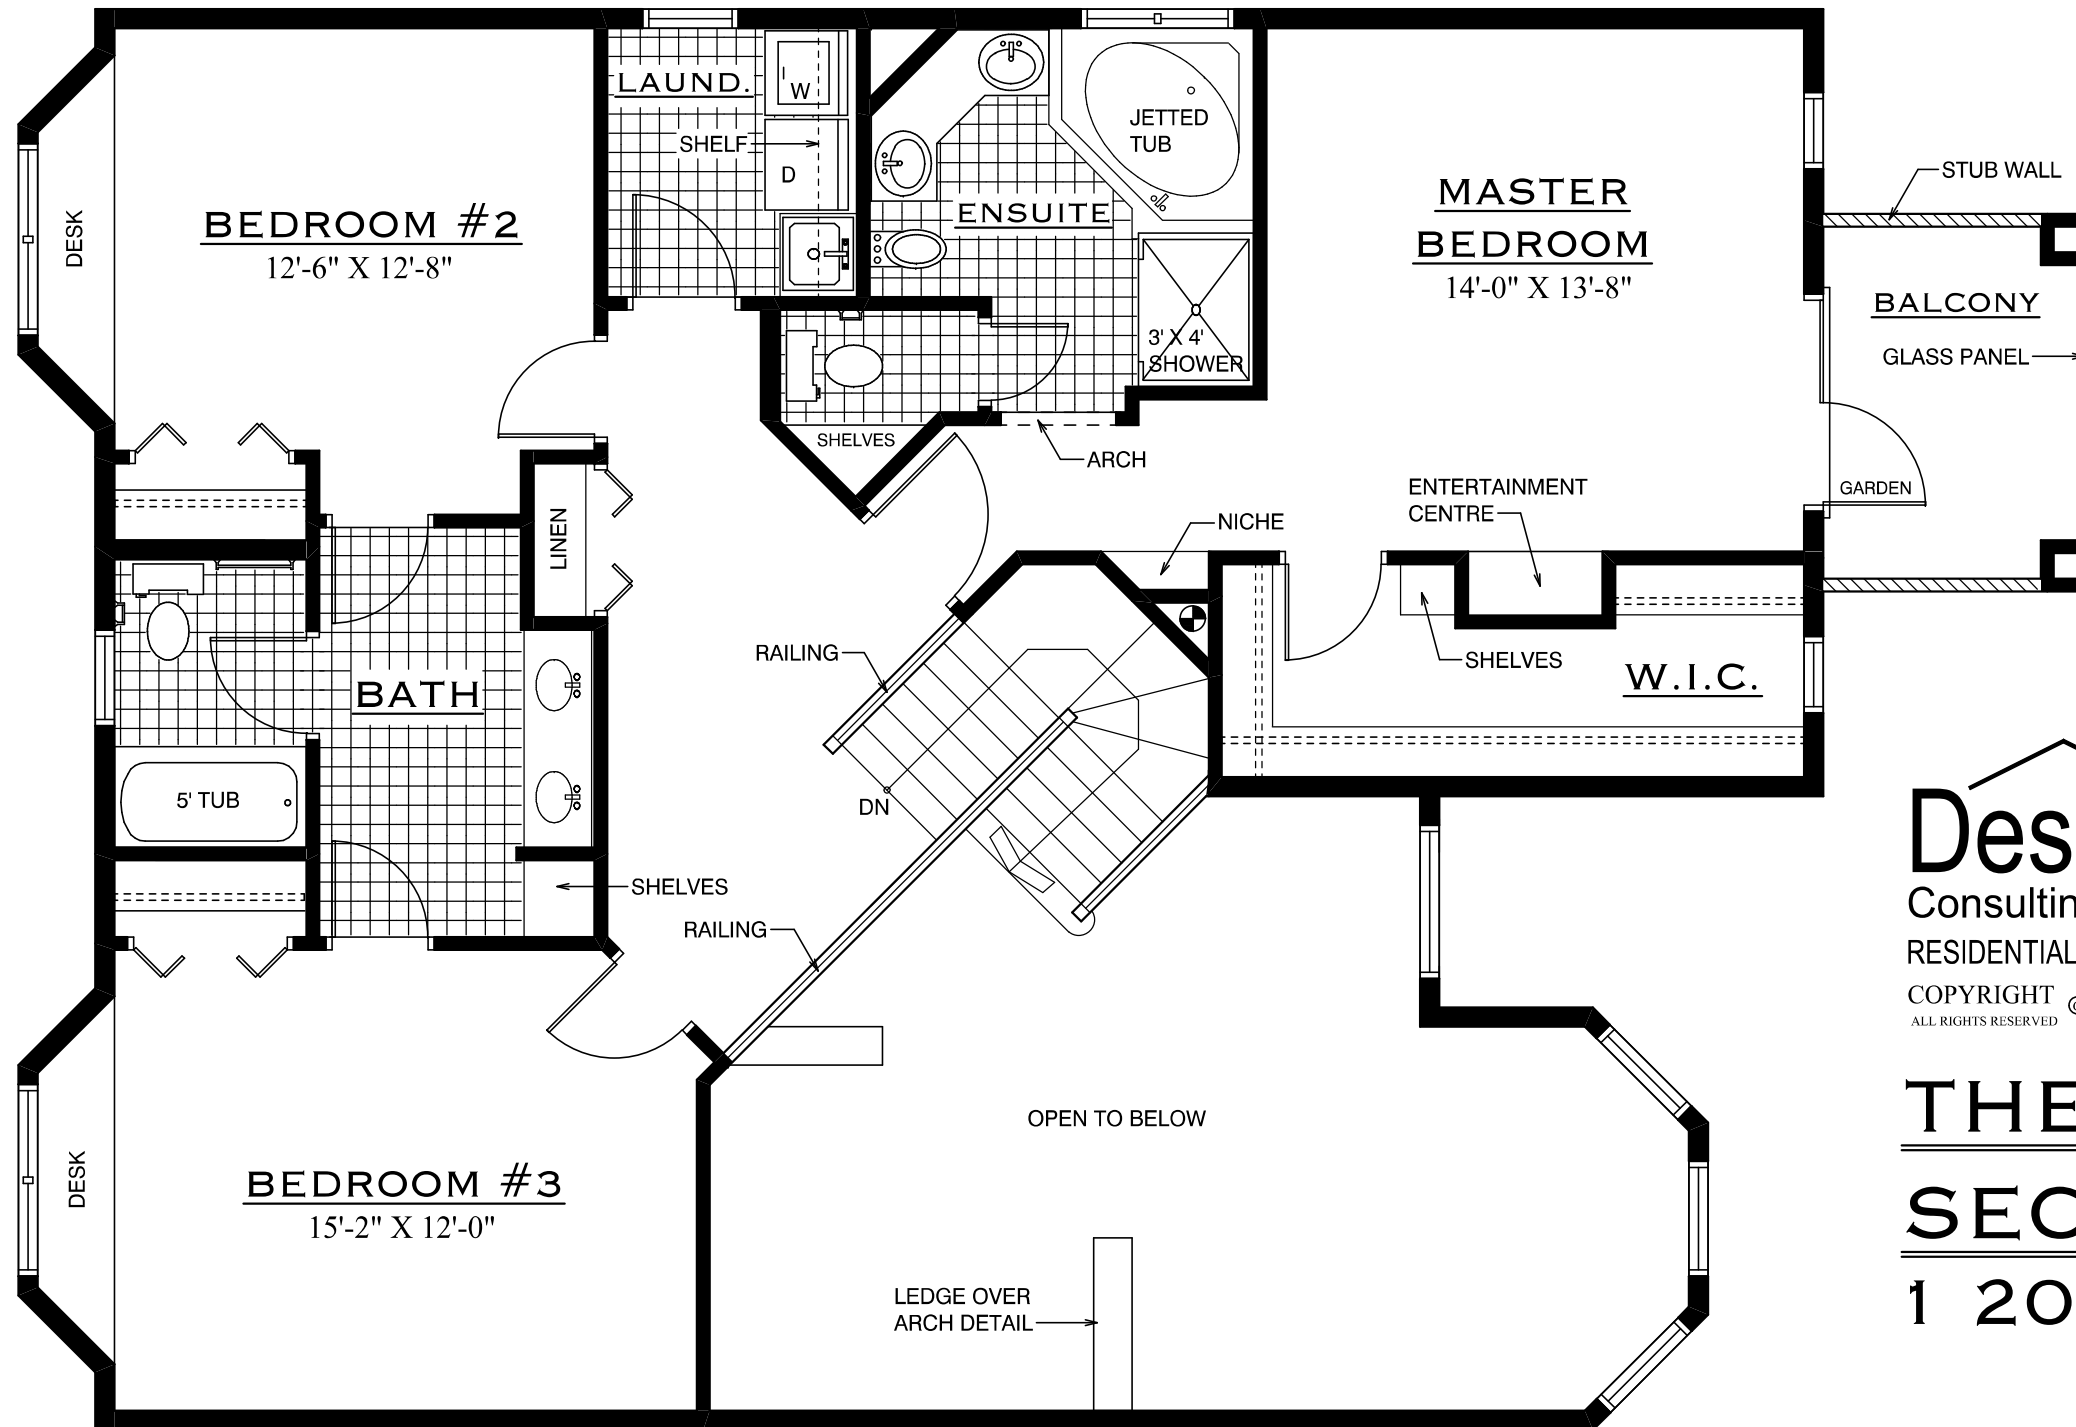 LAUND.
W
SHELF
D
JETTED
TUB
STUB WALL
MASTER
BEDROOM
14'-0" X 13'-8"
BEDROOM #2
12'-6" X 12'-8"
DESK
ENSUITE
BALCONY
GLASS PANEL
3' X 4'
SHOWER
SHELVES
ARCH
GARDEN
ENTERTAINMENT
CENTRE
NICHE
LINEN
RAILING
SHELVES
W.I.C.
BATH
5' TUB
DN
SHELVES
RAILING
Des
Consultin
RESIDENTIAL
COPYRIGHT ©
ALL RIGHTS RESERVED
OPEN TO BELOW
THE
DESK
BEDROOM #3
15'-2" X 12'-0"
SEC
LEDGE OVER
ARCH DETAIL
1 20